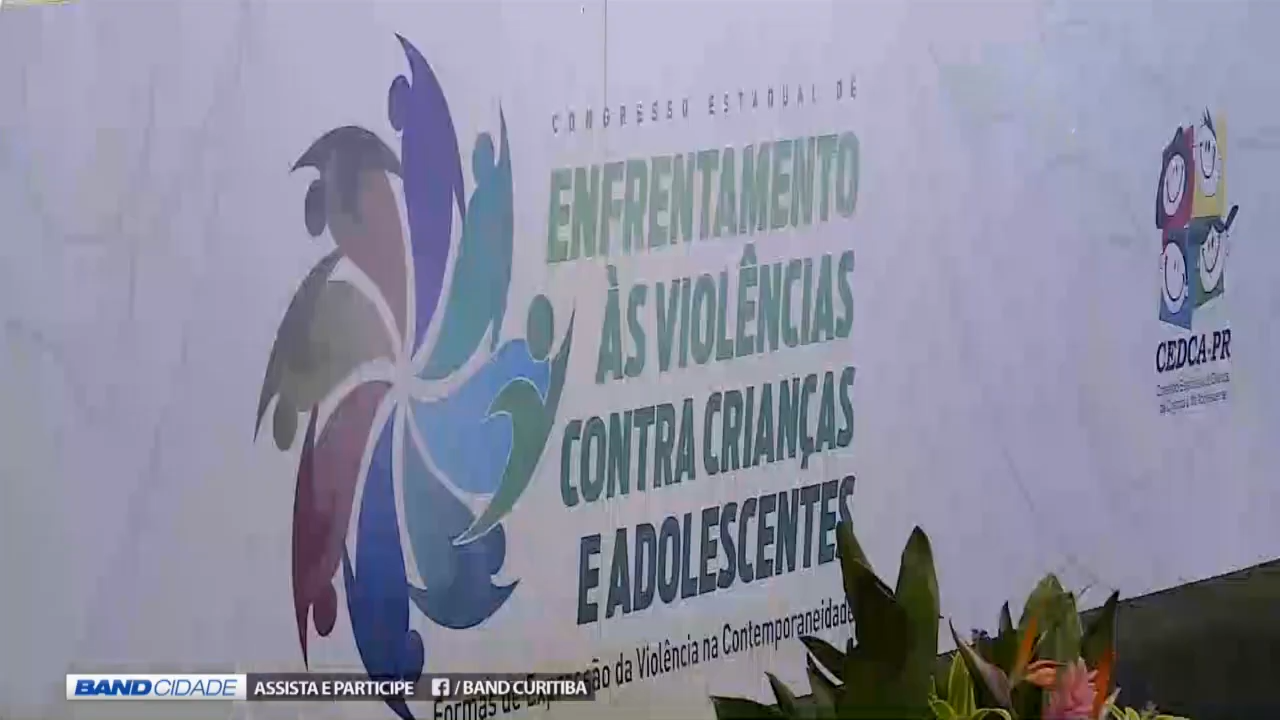 CONGRESSO ESTADUAL DE
ENFRENTAMENTO
ÀS VIOLÊNCIAS
CONTRA CRIANÇAS
E ADOLESCENTES
Formas de Expressão da Violência na Contemporaneidade
CEDCA-PR
BAND CIDADE ASSISTA E PARTICIPE f / BAND CURITIBA